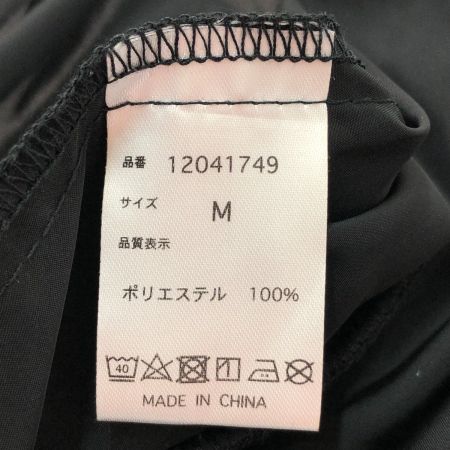 品番 12041749
サイズ M
品質表示
ポリエステル 100%
40
MADE IN CHINA